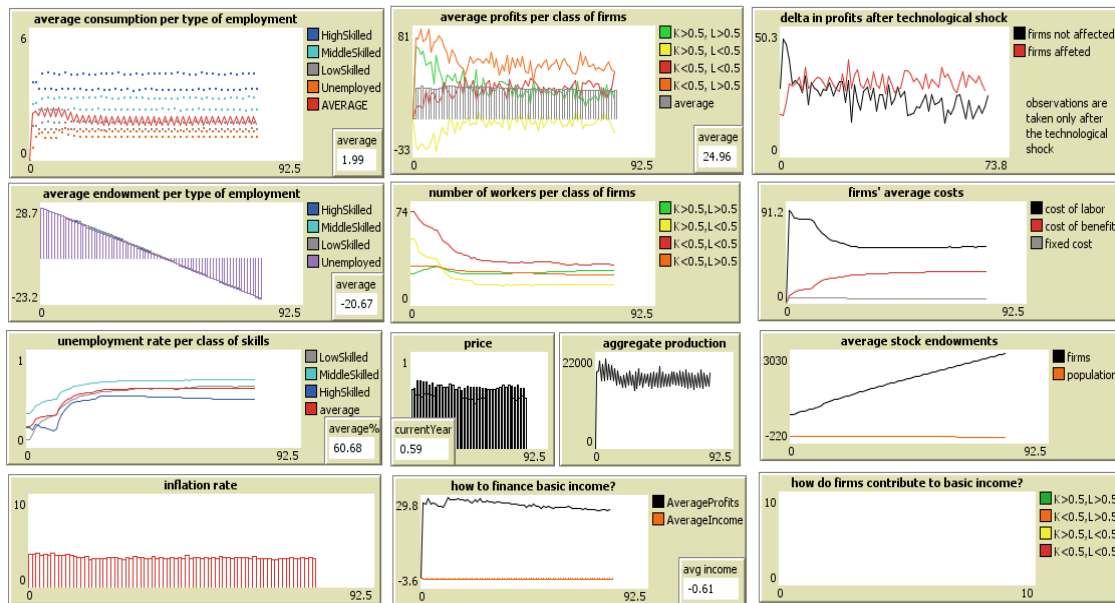 average consumption per type of employment
6
0
0
92.5
HighSkilled
MiddleSkilled
LowSkilled
Unemployed
AVERAGE
average
1.99
average profits per class of firms
81
-33
0
92.5
K>0.5, L>0.5
K>0.5, L<0.5
K<0.5, L<0.5
K<0.5, L>0.5
average
average
24.96
delta in profits after technological shock
50.3
0
0
73.8
firms not affected
firms affeted
observations are
taken only after
the technological
shock
average endowment per type of employment
28.7
-23.2
0
92.5
HighSkilled
MiddleSkilled
LowSkilled
Unemployed
average
-20.67
number of workers per class of firms
74
0
0
92.5
K>0.5,L>0.5
K>0.5,L<0.5
K<0.5,L<0.5
K<0.5,L>0.5
firms' average costs
91.2
0
0
92.5
cost of labor
cost of benefit
fixed cost
unemployment rate per class of skills
1
0
0
92.5
LowSkilled
MiddleSkilled
HighSkilled
average
average%
60.68
price
1
92.5
currentYear
0.59
aggregate production
22000
0
0
92.5
average stock endowments
3030
-220
0
92.5
firms
population
inflation rate
10
0
0
92.5
how to finance basic income?
29.8
-3.6
0
92.5
AverageProfits
AverageIncome
avg income
-0.61
how do firms contribute to basic income?
10
0
0
10
K>0.5,L>0.5
K<0.5,L>0.5
K>0.5,L<0.5
K<0.5,L<0.5